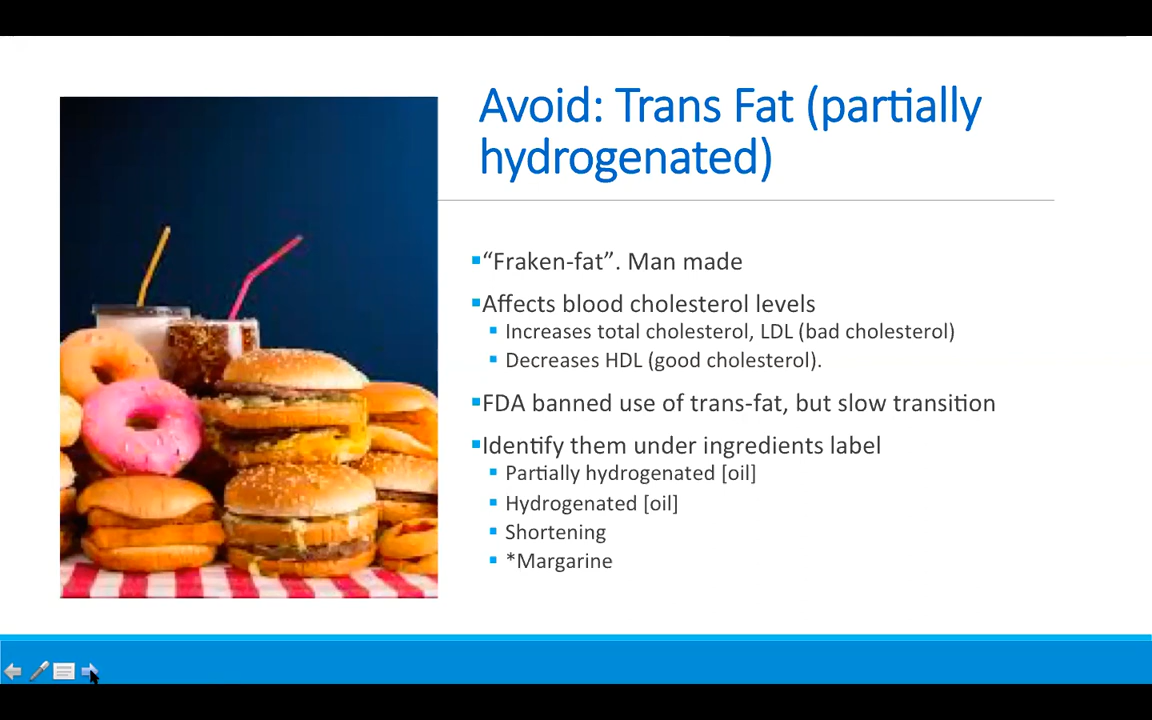 Avoid: Trans Fat (partially
hydrogenated)
▪“Fraken-fat”. Man made
▪Affects blood cholesterol levels
▪ Increases total cholesterol, LDL (bad cholesterol)
▪ Decreases HDL (good cholesterol).
▪FDA banned use of trans-fat, but slow transition
▪Identify them under ingredients label
▪ Partially hydrogenated [oil]
▪ Hydrogenated [oil]
▪ Shortening
▪ *Margarine